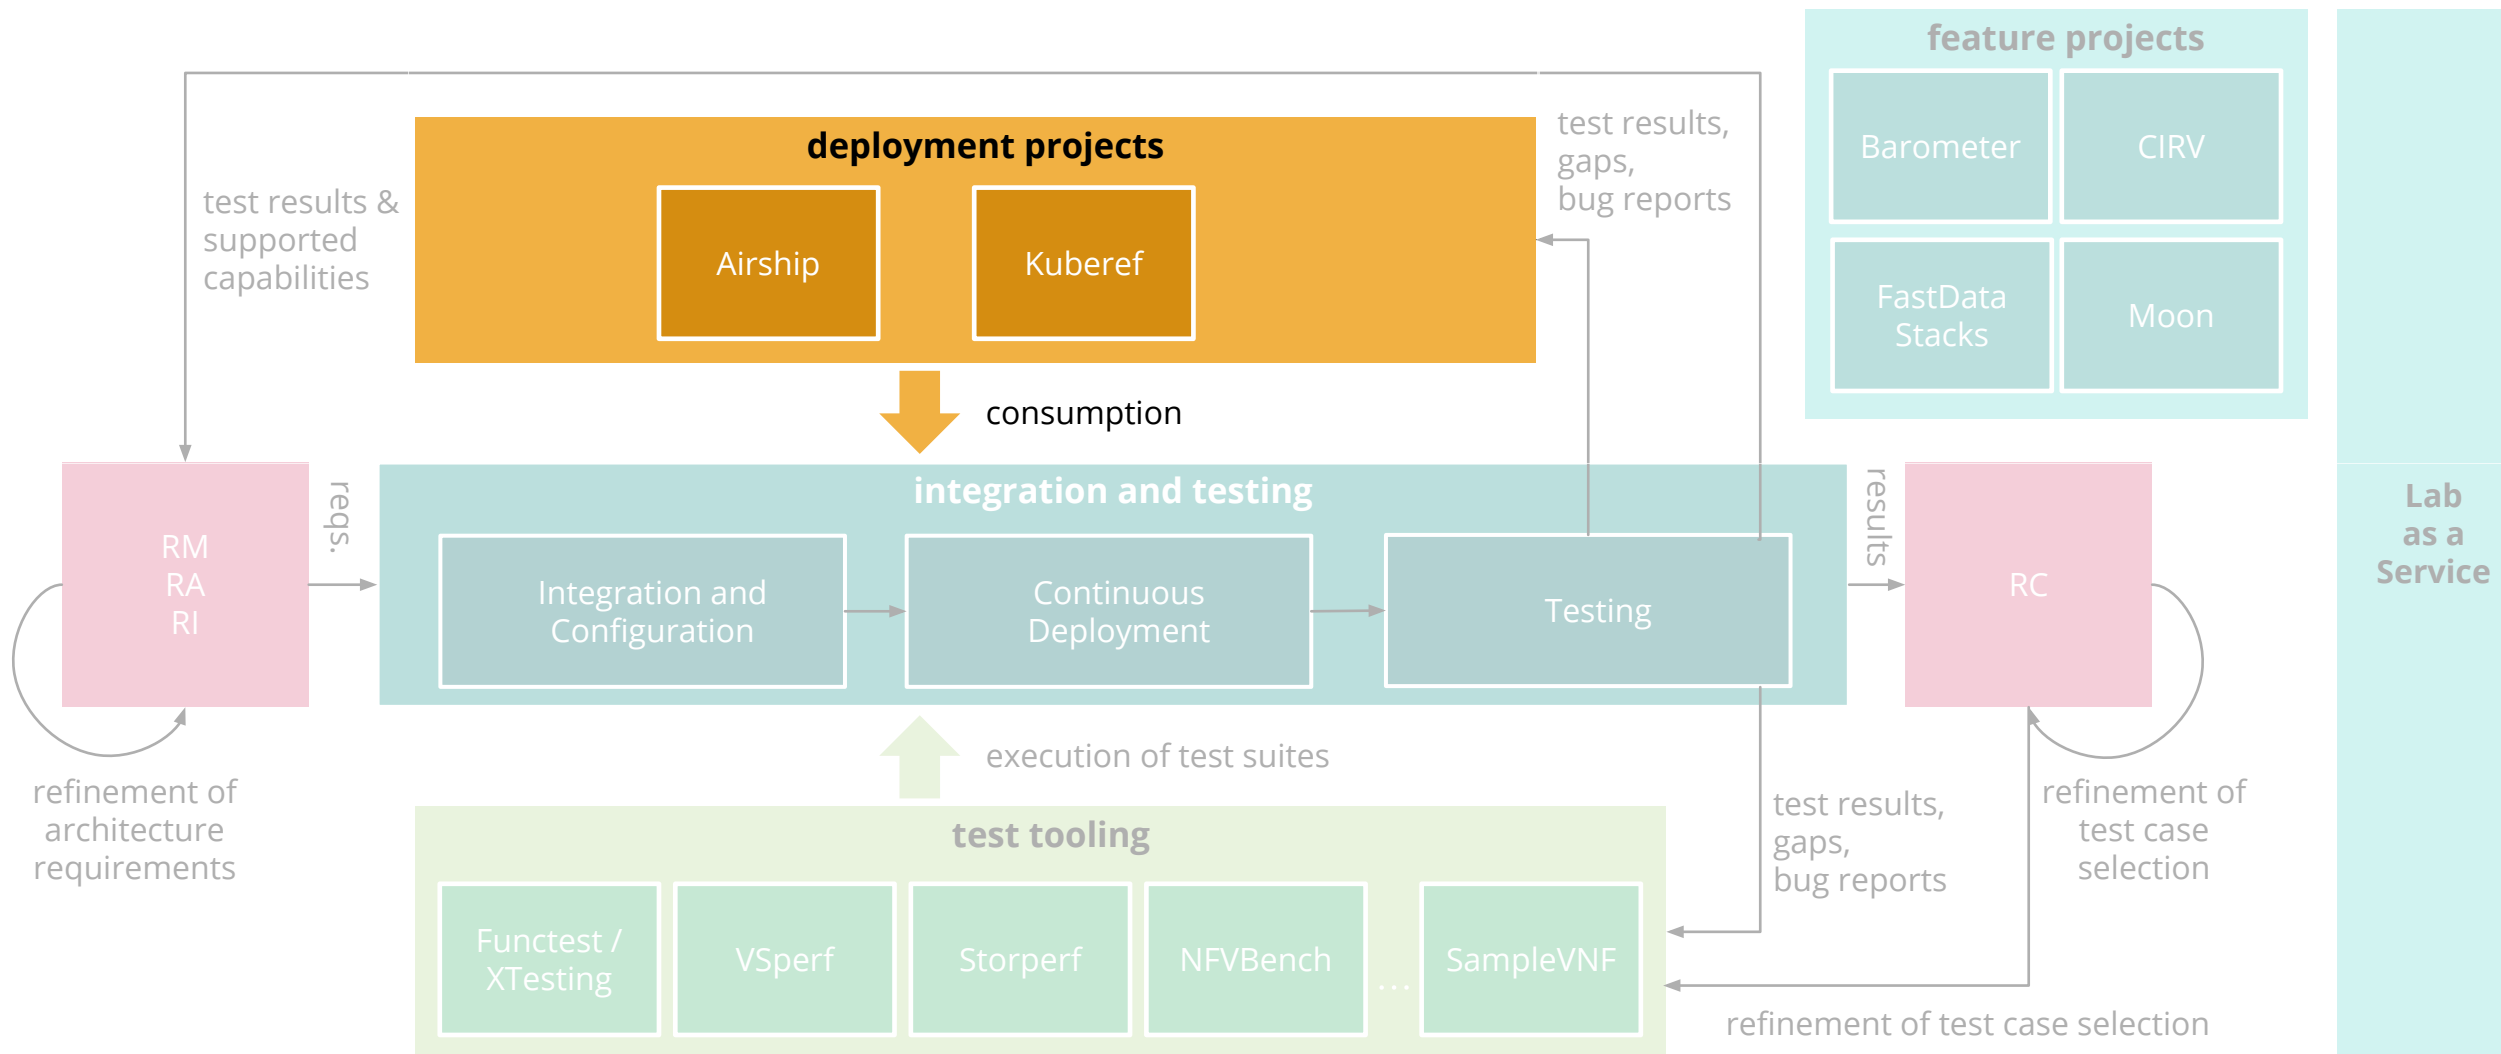 feature projects
Barometer
CIRV
FastData
Stacks
Moon
deployment projects
Airship
Kuberef
test results,
gaps,
bug reports
test results &
supported
capabilities
consumption
RM
RA
RI
reqs.
integration and testing
Integration and
Configuration
Continuous
Deployment
Testing
results
RC
Lab
as a
Service
refinement of
architecture
requirements
execution of test suites
test tooling
Functest /
XTesting
VSperf
Storperf
NFVBench
...
SampleVNF
test results,
gaps,
bug reports
refinement of
test case
selection
refinement of test case selection